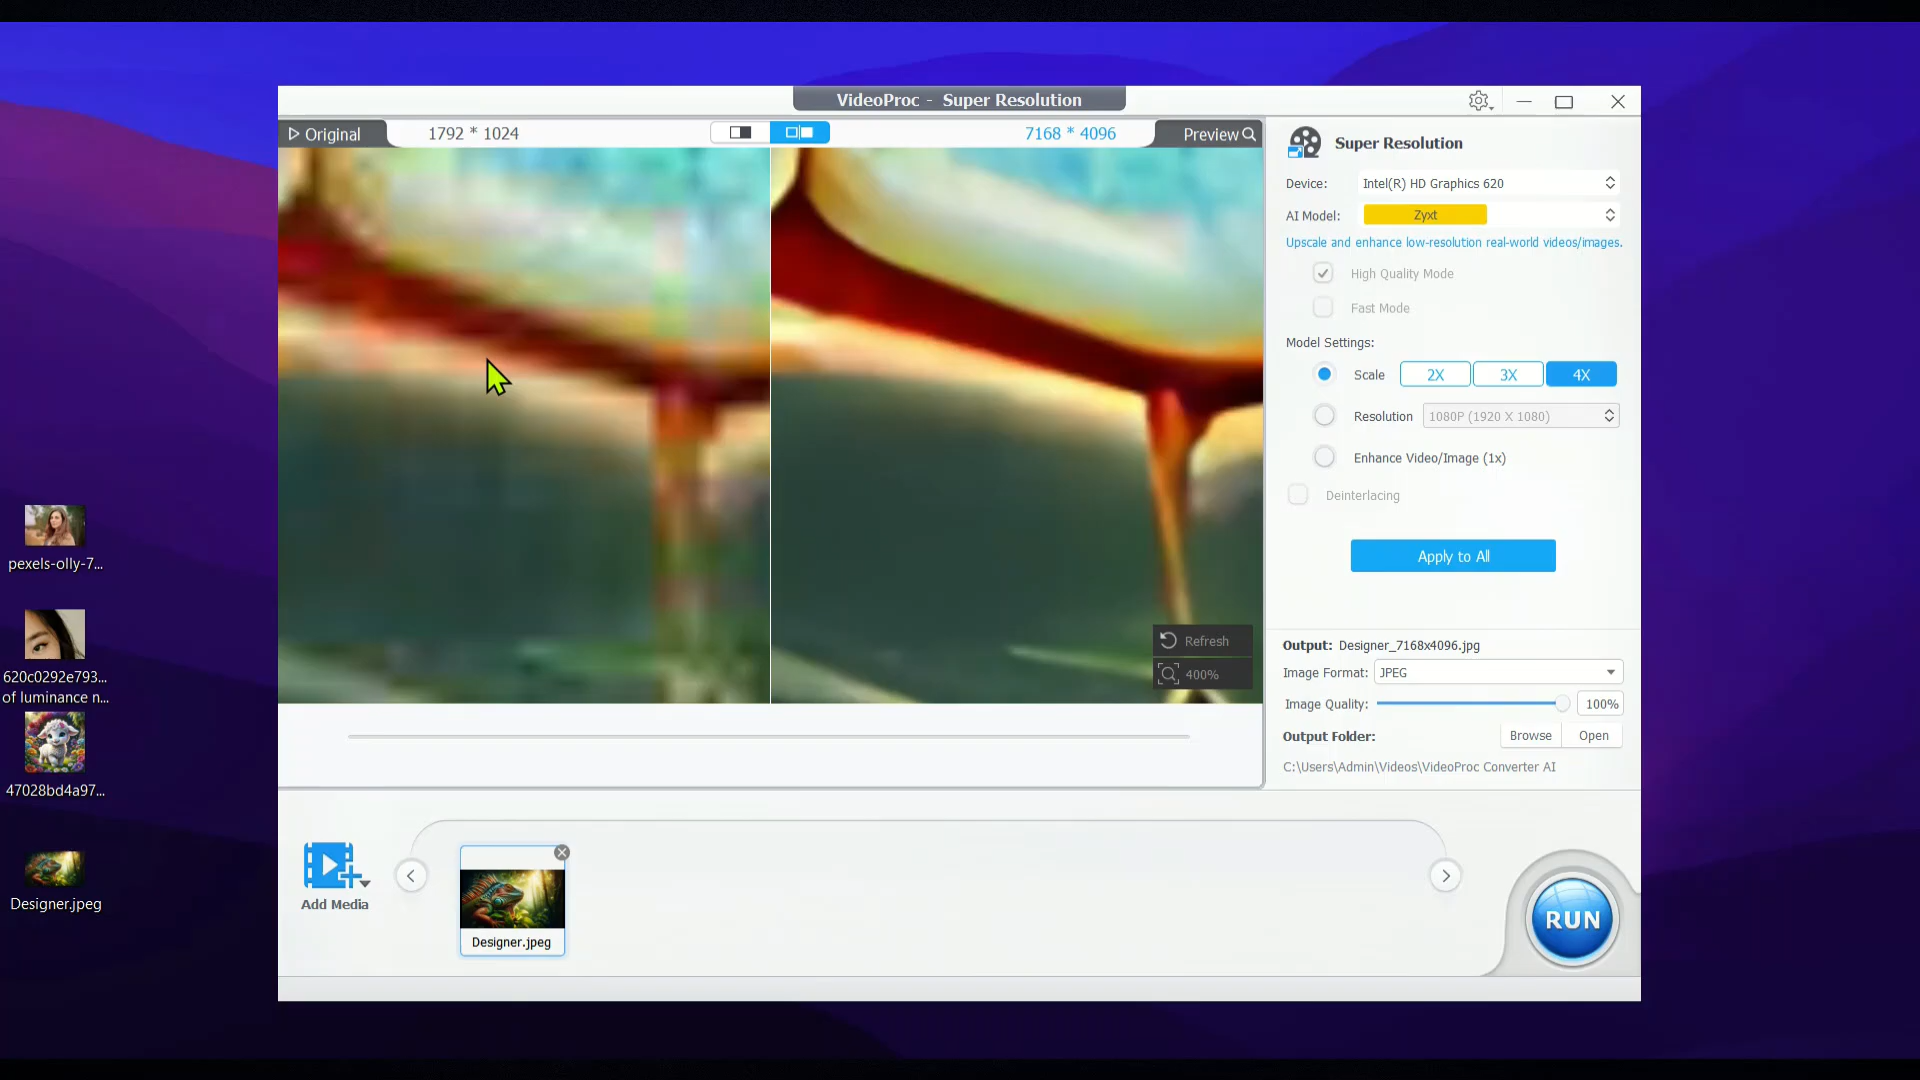 VideoProc - Super Resolution
Original
1792 * 1024
7168 * 4096
Preview
Super Resolution
Device: Intel(R) HD Graphics 620
AI Model: Zyxt
Upscale and enhance low-resolution real-world videos/images.
High Quality Mode
Fast Mode
Model Settings:
Scale 2X 3X 4X
Resolution 1080P (1920 X 1080)
Enhance Video/Image (1x)
Deinterlacing
Apply to All
Refresh
400%
Output: Designer_7168x4096.jpg
Image Format: JPEG
Image Quality: 100%
Output Folder: Browse Open
C:\Users\Admin\Videos\VideoProc Converter AI
Add Media
Designer.jpeg
RUN
pexels-olly-7...
620c0292e793...
of luminance n...
47028bd4a97...
Designer.jpeg